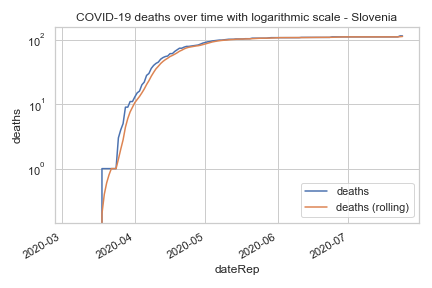 COVID-19 deaths over time with logarithmic scale - Slovenia
10²
10¹
10⁰
deaths
deaths
deaths (rolling)
2020-03
2020-04
2020-05
2020-06
2020-07
dateRep